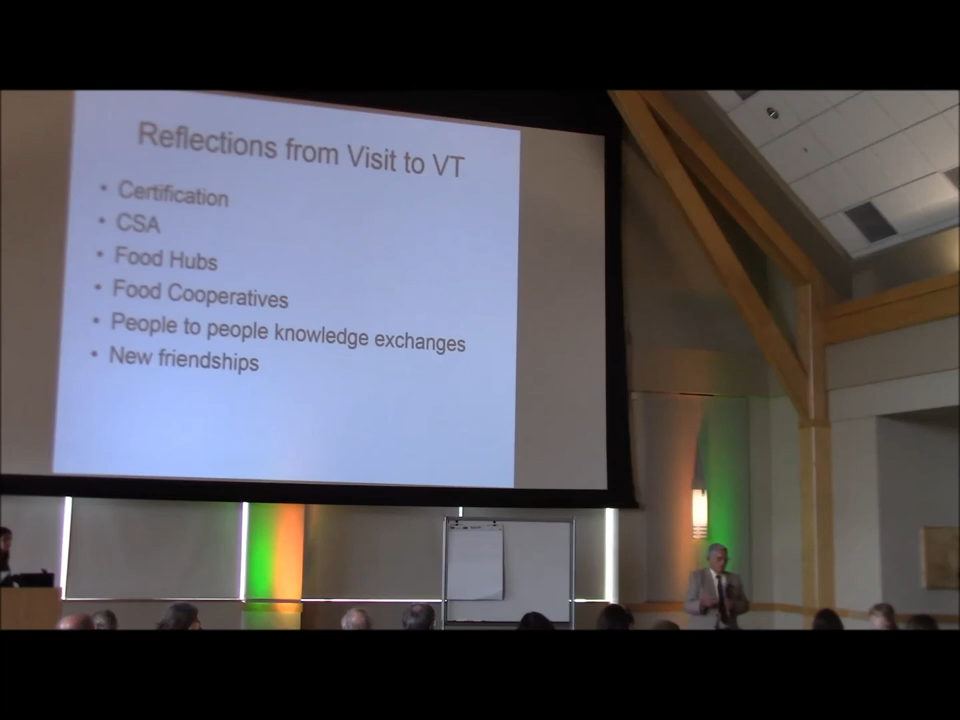 Reflections from Visit to VT
• Certification
• CSA
• Food Hubs
• Food Cooperatives
• People to people knowledge exchanges
• New friendships